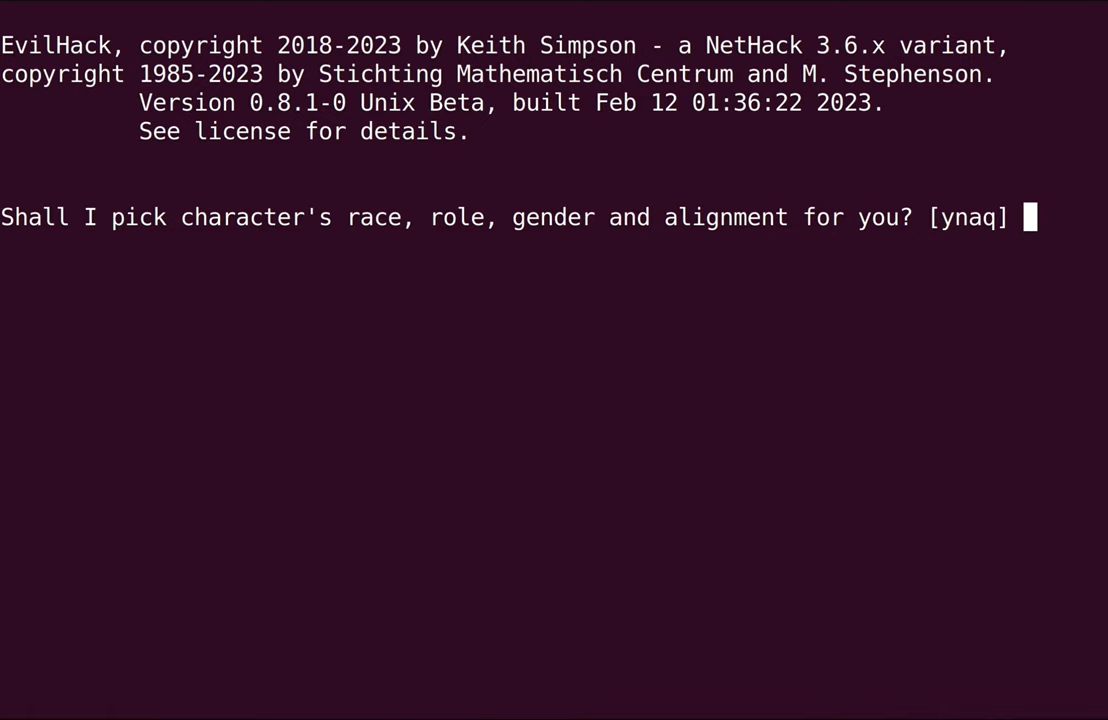 EvilHack, copyright 2018-2023 by Keith Simpson - a NetHack 3.6.x variant,
copyright 1985-2023 by Stichting Mathematisch Centrum and M. Stephenson.
Version 0.8.1-0 Unix Beta, built Feb 12 01:36:22 2023.
See license for details.
Shall I pick character's race, role, gender and alignment for you? [ynaq]